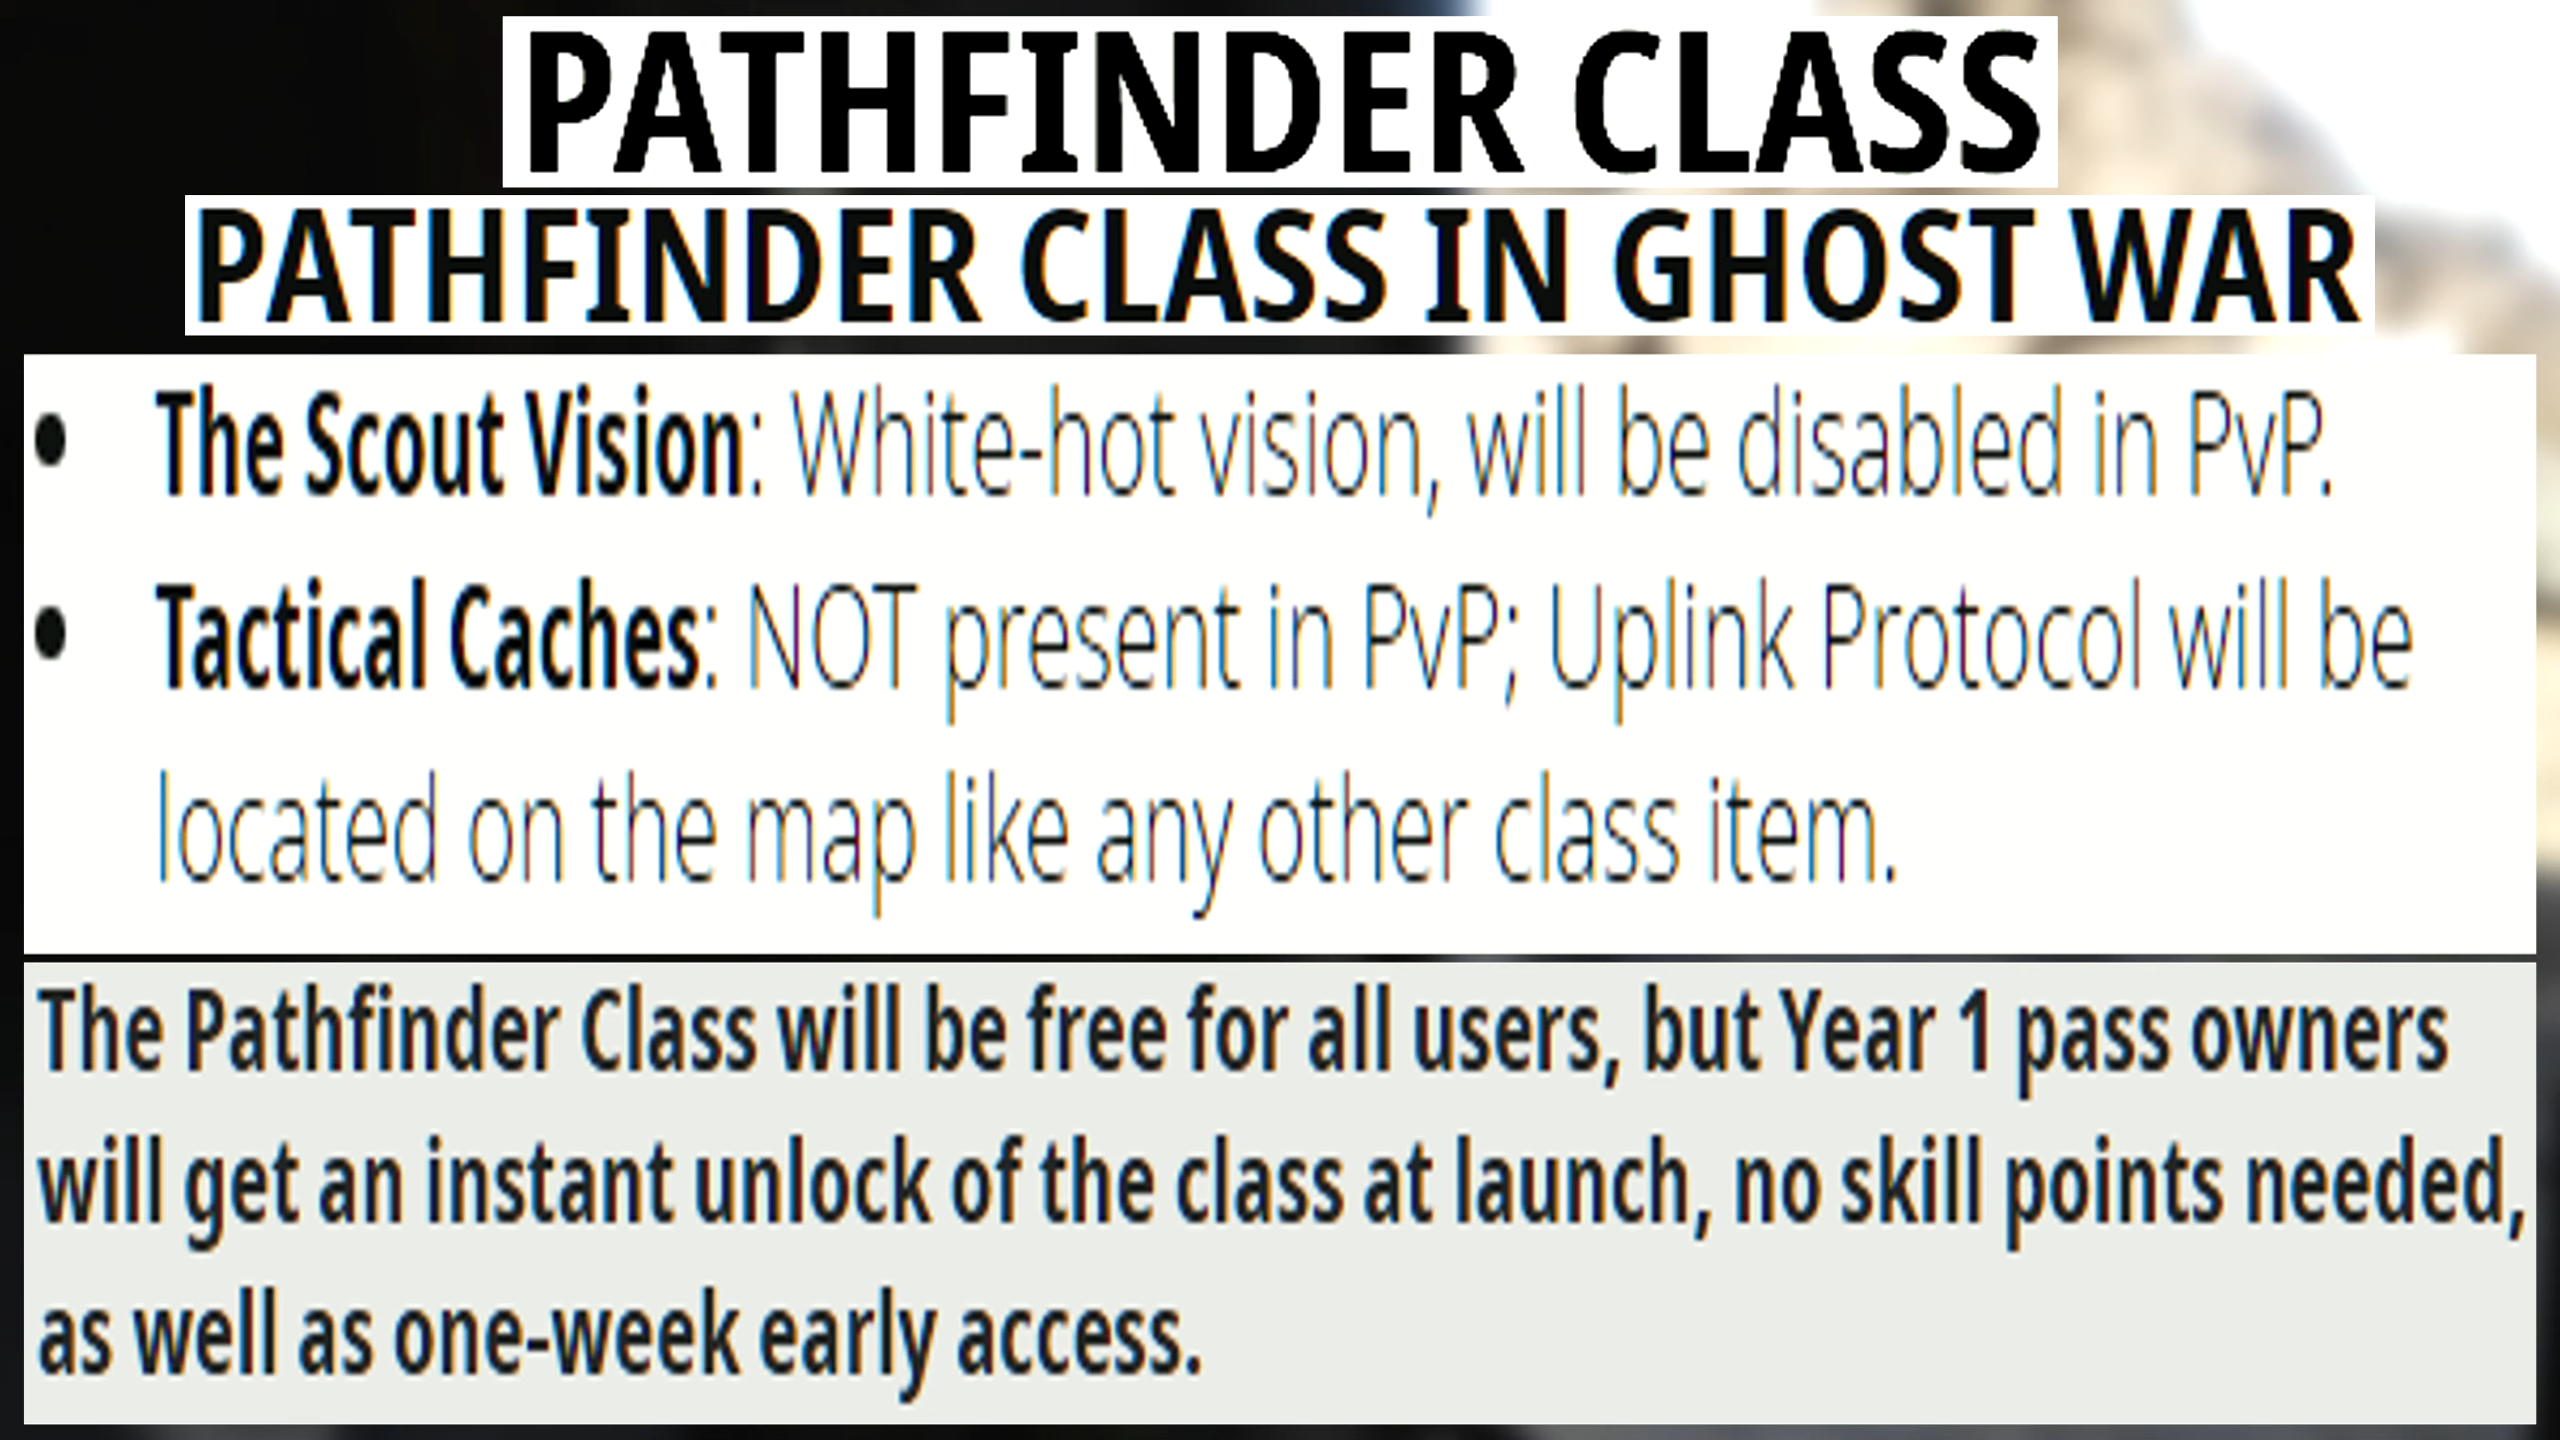 PATHFINDER CLASS
PATHFINDER CLASS IN GHOST WAR
• The Scout Vision: White-hot vision, will be disabled in PvP.
• Tactical Caches: NOT present in PvP; Uplink Protocol will be
located on the map like any other class item.
The Pathfinder Class will be free for all users, but Year 1 pass owners
will get an instant unlock of the class at launch, no skill points needed,
as well as one-week early access.